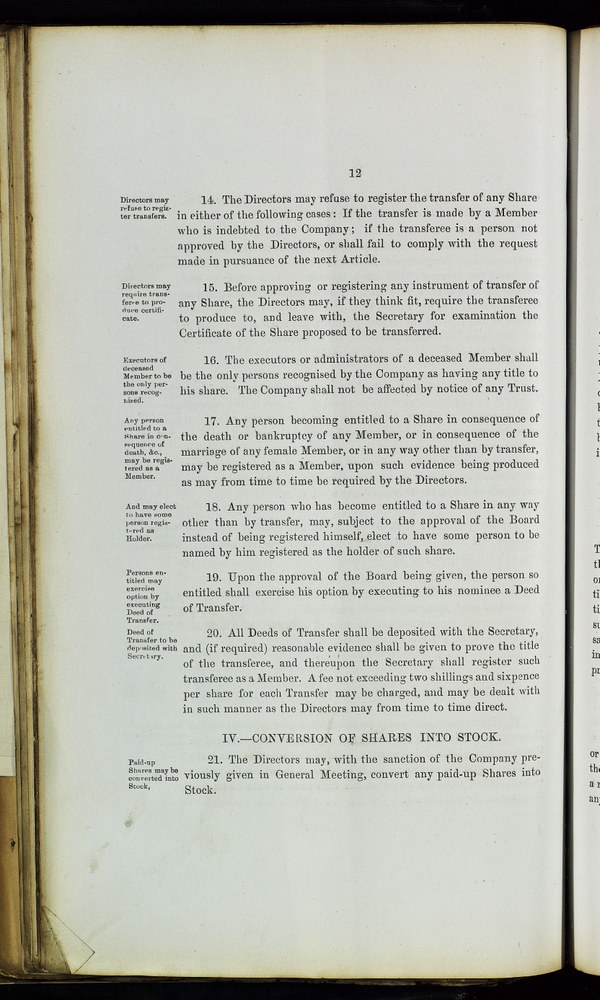 12
Directors may
refuse to regis-
ter transfers.
14. The Directors may refuse to register the transfer of any Share
in either of the following cases: If the transfer is made by a Member
who is indebted to the Company; if the transferee is a person not
approved by the Directors, or shall fail to comply with the request
made in pursuance of the next Article.
Directors may
require trans-
feree to pro-
duce certifi-
cate.
15. Before approving or registering any instrument of transfer of
any Share, the Directors may, if they think fit, require the transferee
to produce to, and leave with, the Secretary for examination the
Certificate of the Share proposed to be transferred.
Executors of
deceased
Member to be
the only per-
sons recog-
nised.
16. The executors or administrators of a deceased Member shall
be the only persons recognised by the Company as having any title to
his share. The Company shall not be affected by notice of any Trust.
Any person
entitled to a
Share in con-
sequence of
death, &c.,
may be regis-
tered as a
Member.
17. Any person becoming entitled to a Share in consequence of
the death or bankruptcy of any Member, or in consequence of the
marriage of any female Member, or in any way other than by transfer,
may be registered as a Member, upon such evidence being produced
as may from time to time be required by the Directors.
And may elect
to have some
person regis-
tered as
Holder.
18. Any person who has become entitled to a Share in any way
other than by transfer, may, subject to the approval of the Board
instead of being registered himself, elect to have some person to be
named by him registered as the holder of such share.
Persons en-
titled may
exercise
option by
executing
Deed of
Transfer.
19. Upon the approval of the Board being given, the person so
entitled shall exercise his option by executing to his nominee a Deed
of Transfer.
Deed of
Transfer to be
deposited with
Secretary.
20. All Deeds of Transfer shall be deposited with the Secretary,
and (if required) reasonable evidence shall be given to prove the title
of the transferee, and thereupon the Secretary shall register such
transferee as a Member. A fee not exceeding two shillings and sixpence
per share for each Transfer may be charged, and may be dealt with
in such manner as the Directors may from time to time direct.
IV.—CONVERSION OF SHARES INTO STOCK.
Paid-up
Shares may be
converted into
Stock,
21. The Directors may, with the sanction of the Company pre-
viously given in General Meeting, convert any paid-up Shares into
Stock.